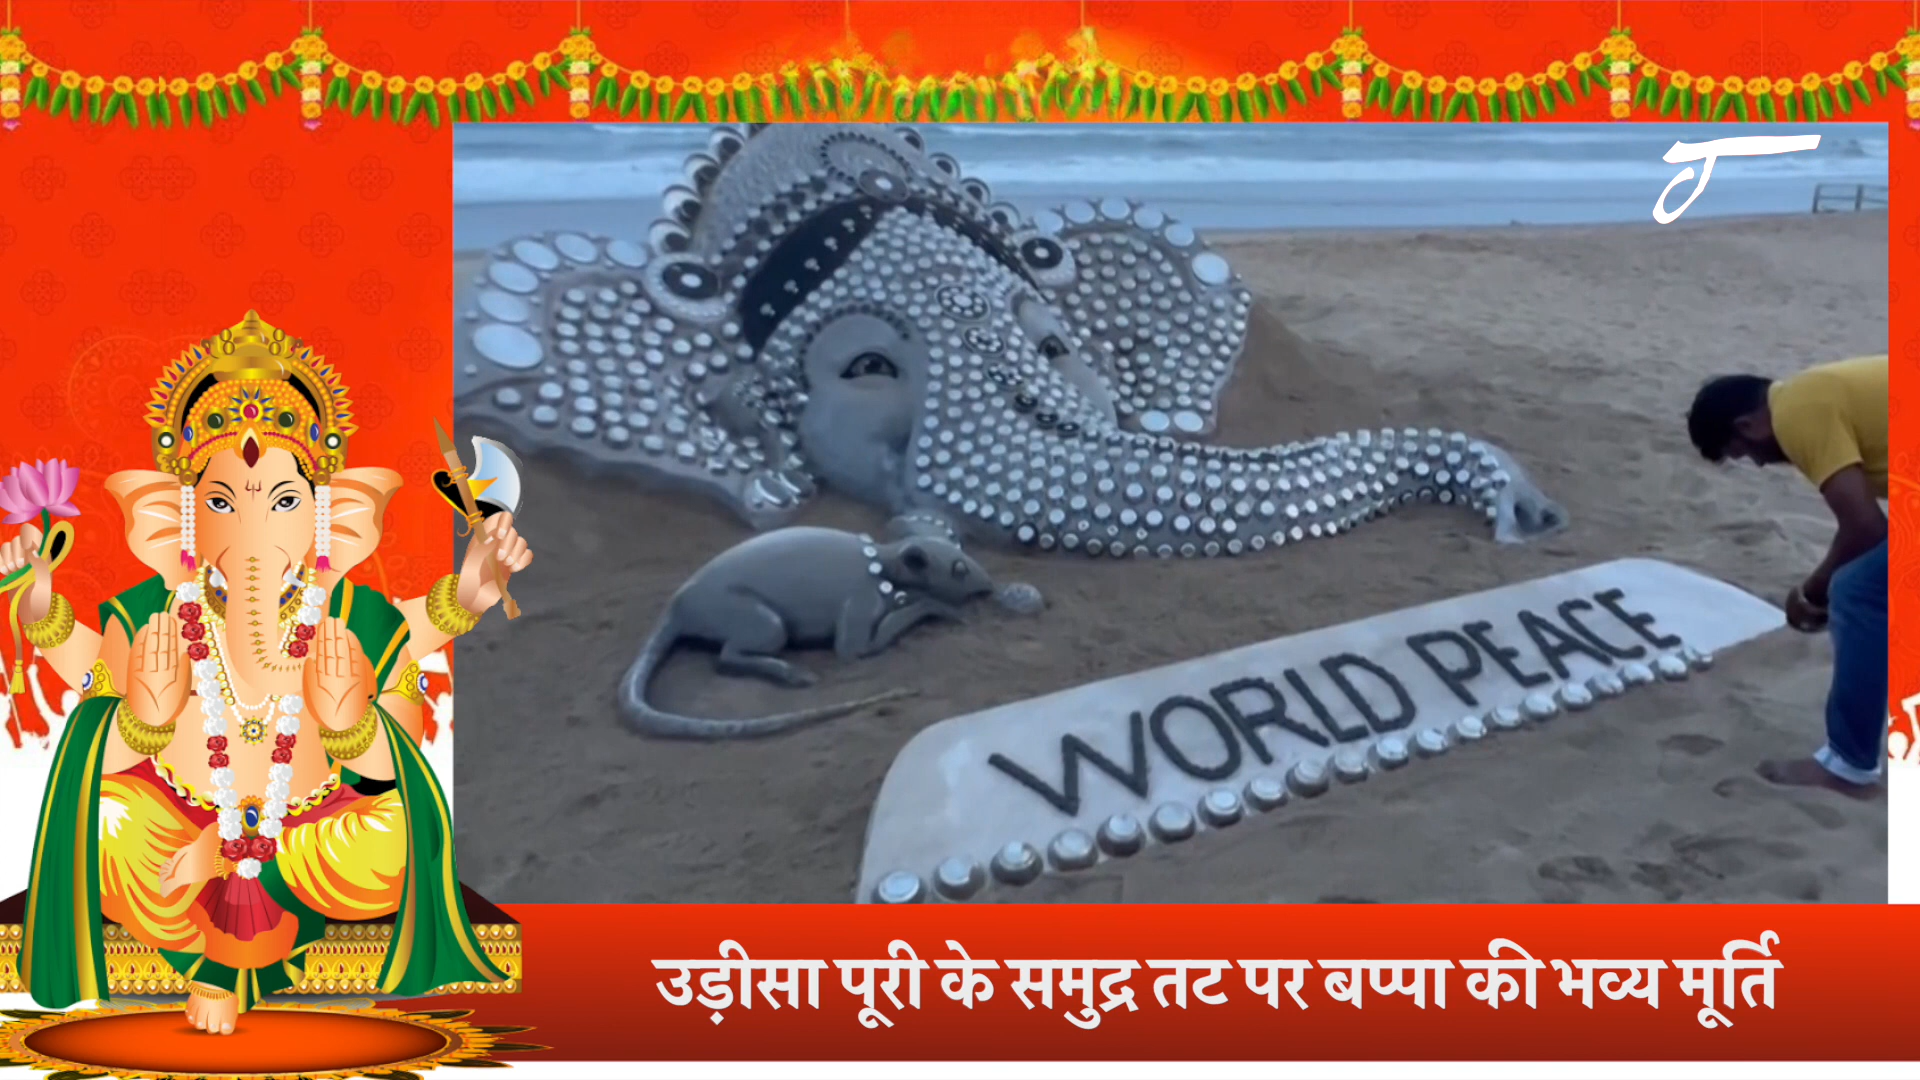 WORLD PEACE
उड़ीसा पूरी के समुद्र तट पर बप्पा की भव्य मूर्ति